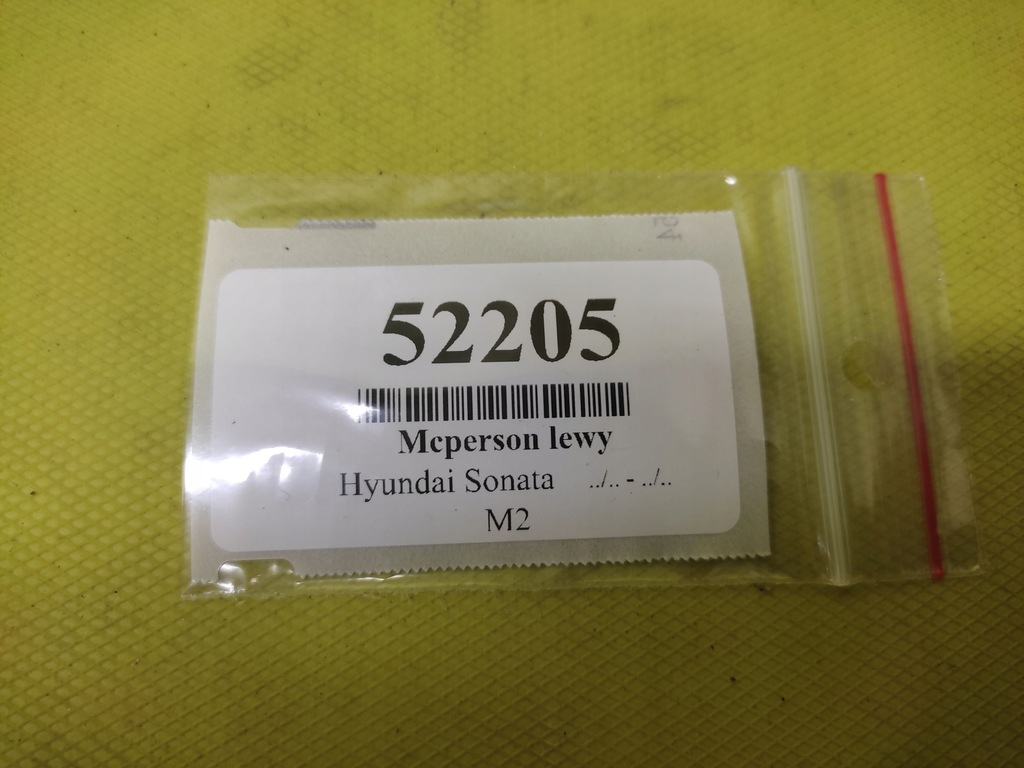 52205
Mcperson lewy
Hyundai Sonata ../.. - ../..
M2